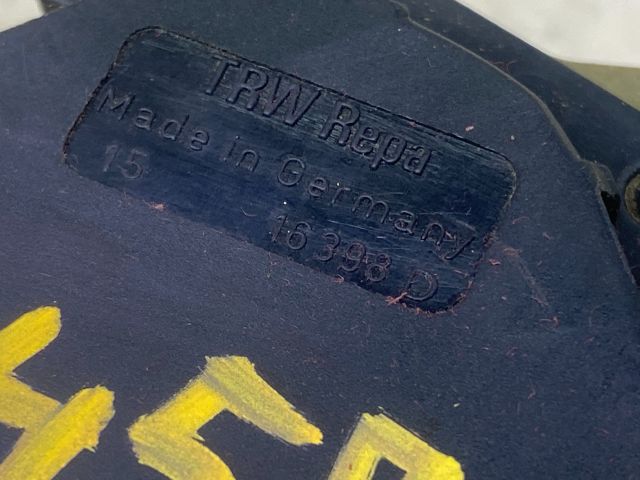 TRW Repa
Made in Germany
15 16 398 D